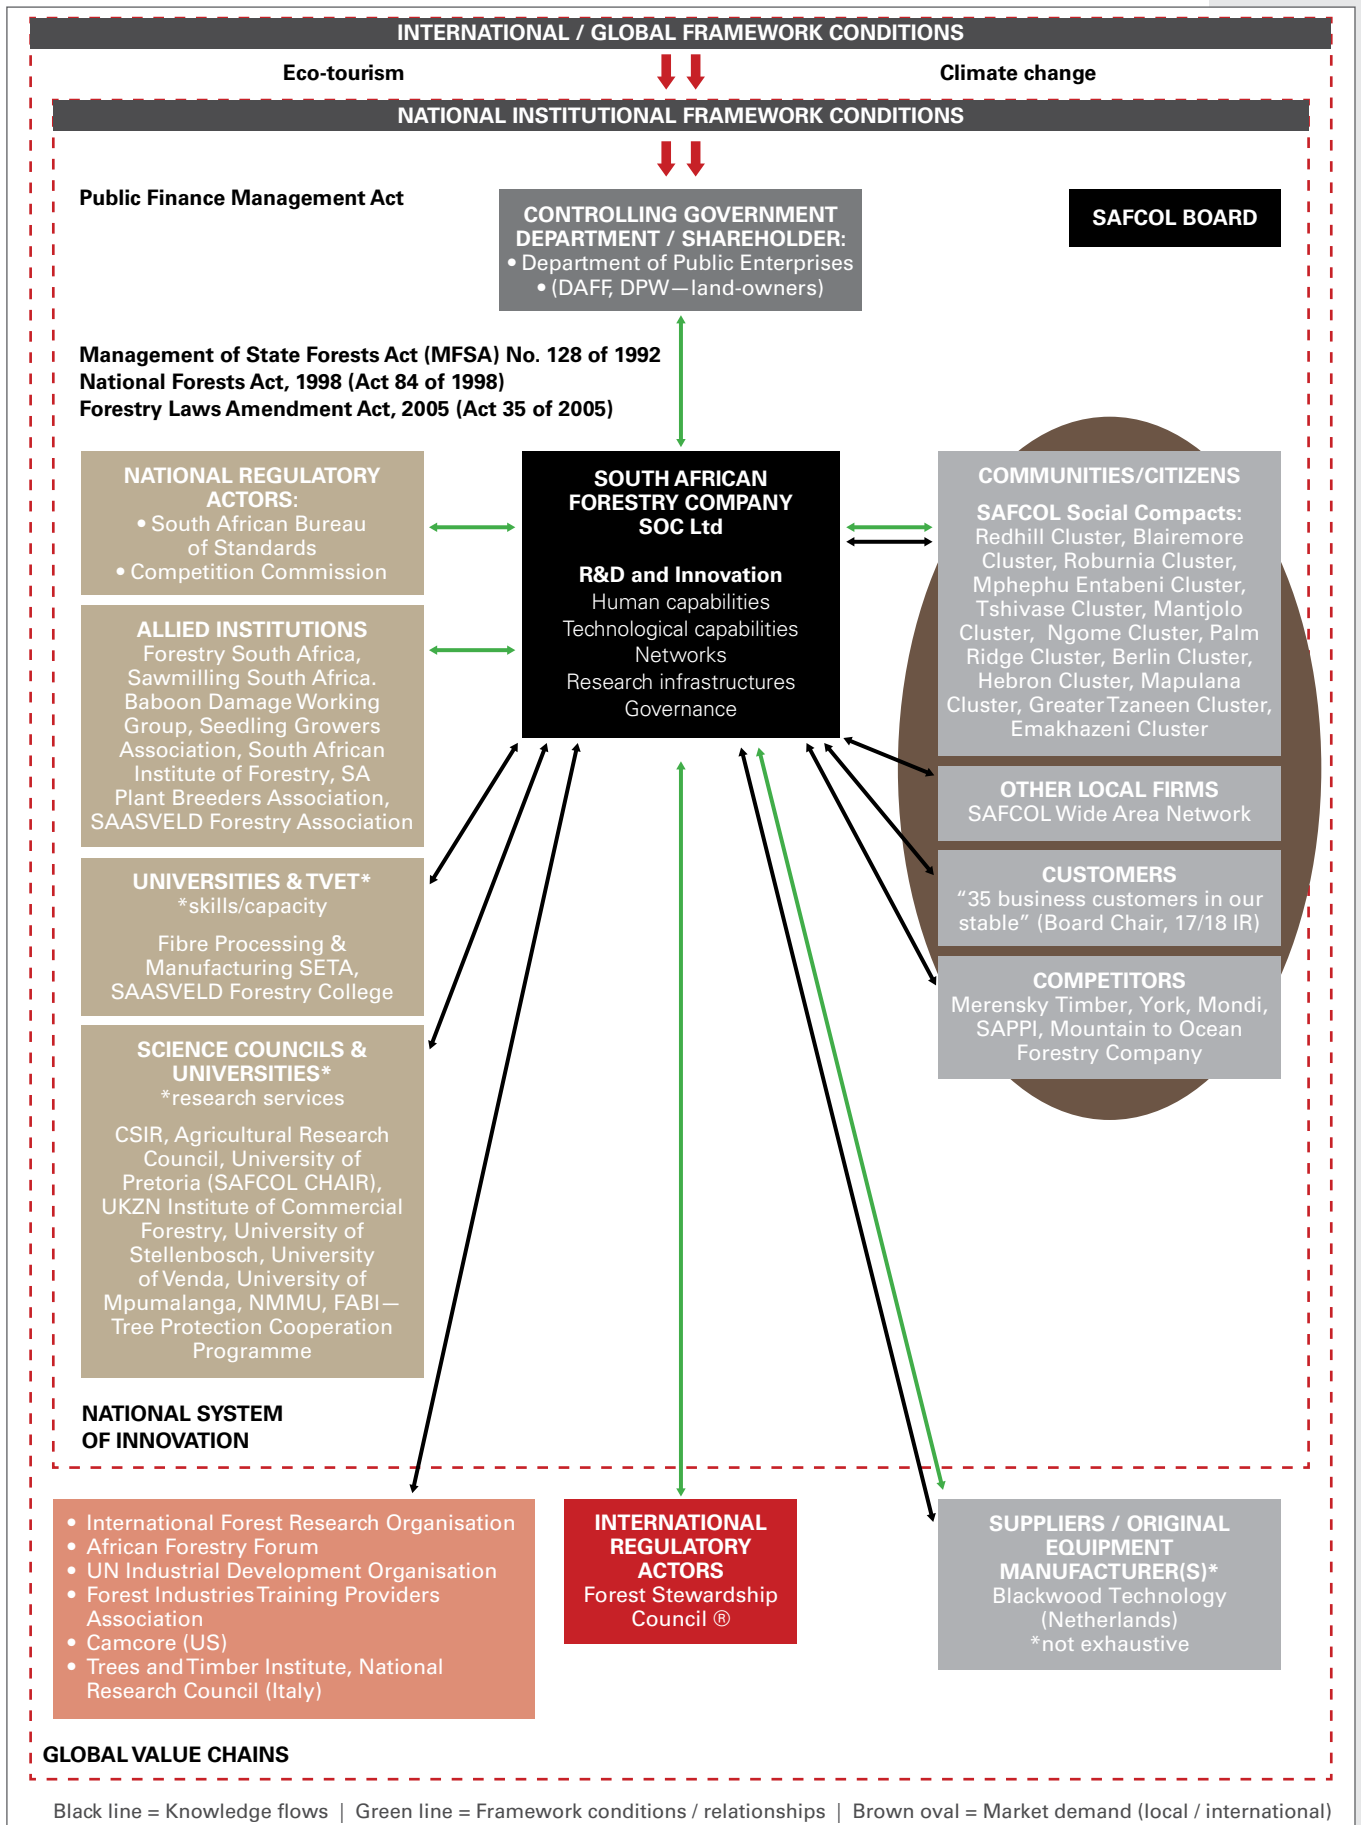 INTERNATIONAL / GLOBAL FRAMEWORK CONDITIONS
Eco-tourism
Climate change
NATIONAL INSTITUTIONAL FRAMEWORK CONDITIONS
Public Finance Management Act
CONTROLLING GOVERNMENT
DEPARTMENT / SHAREHOLDER:
• Department of Public Enterprises
• (DAFF, DPW—land-owners)
SAFCOL BOARD
Management of State Forests Act (MFSA) No. 128 of 1992
National Forests Act, 1998 (Act 84 of 1998)
Forestry Laws Amendment Act, 2005 (Act 35 of 2005)
NATIONAL REGULATORY
ACTORS:
• South African Bureau
of Standards
• Competition Commission
ALLIED INSTITUTIONS
Forestry South Africa,
Sawmilling South Africa.
Baboon Damage Working
Group, Seedling Growers
Association, South African
Institute of Forestry, SA
Plant Breeders Association,
SAASVELD Forestry Association
UNIVERSITIES & TVET*
*skills/capacity
Fibre Processing &
Manufacturing SETA,
SAASVELD Forestry College
SCIENCE COUNCILS &
UNIVERSITIES*
*research services
CSIR, Agricultural Research
Council, University of
Pretoria (SAFCOL CHAIR),
UKZN Institute of Commercial
Forestry, University of
Stellenbosch, University
of Venda, University of
Mpumalanga, NMMU, FABI—
Tree Protection Cooperation
Programme
SOUTH AFRICAN
FORESTRY COMPANY
SOC Ltd
R&D and Innovation
Human capabilities
Technological capabilities
Networks
Research infrastructures
Governance
COMMUNITIES/CITIZENS
SAFCOL Social Compacts:
Redhill Cluster, Blairemore
Cluster, Roburnia Cluster,
Mphephu Entabeni Cluster,
Tshivase Cluster, Mantjolo
Cluster, Ngome Cluster, Palm
Ridge Cluster, Berlin Cluster,
Hebron Cluster, Mapulana
Cluster, Greater Tzaneen Cluster,
Emakhazeni Cluster
OTHER LOCAL FIRMS
SAFCOL Wide Area Network
CUSTOMERS
“35 business customers in our
stable” (Board Chair, 17/18 IR)
COMPETITORS
Merensky Timber, York, Mondi,
SAPPI, Mountain to Ocean
Forestry Company
NATIONAL SYSTEM
OF INNOVATION
• International Forest Research Organisation
• African Forestry Forum
• UN Industrial Development Organisation
• Forest Industries Training Providers
Association
• Camcore (US)
• Trees and Timber Institute, National
Research Council (Italy)
INTERNATIONAL
REGULATORY
ACTORS
Forest Stewardship
Council ®
SUPPLIERS / ORIGINAL
EQUIPMENT
MANUFACTURER(S)*
Blackwood Technology
(Netherlands)
*not exhaustive
GLOBAL VALUE CHAINS
Black line = Knowledge flows | Green line = Framework conditions / relationships | Brown oval = Market demand (local / international)